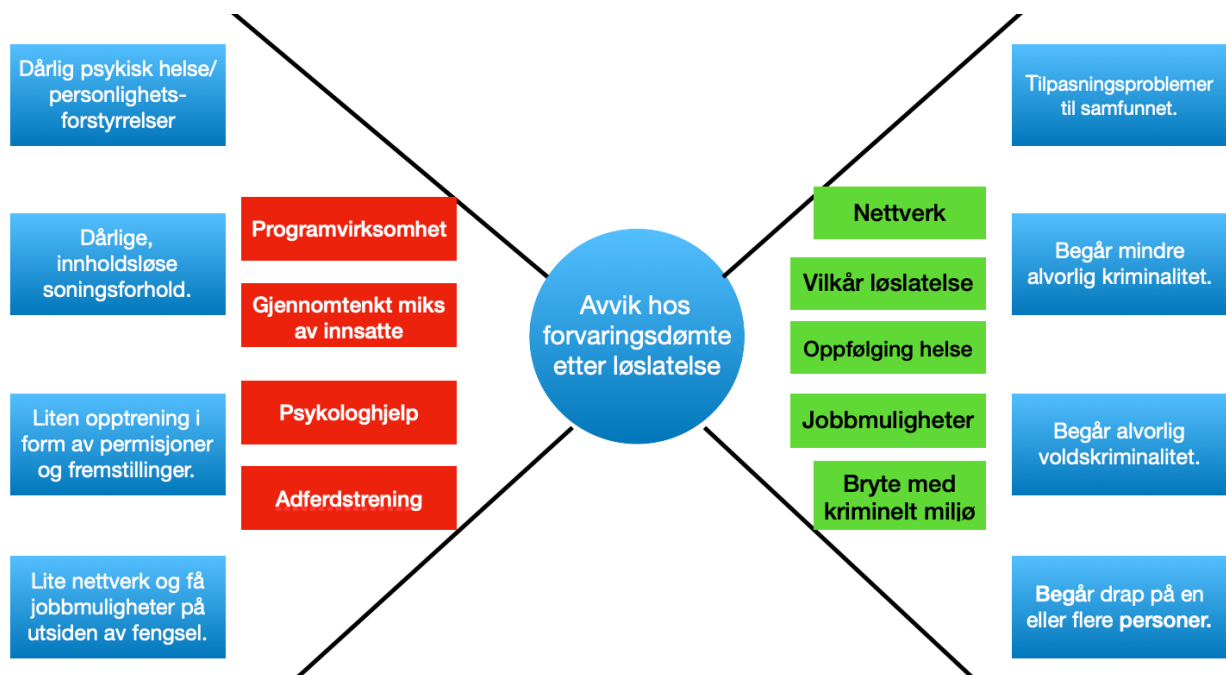 Dårlig psykisk helse/
personlighets-
forstyrrelser
Dårlige,
innholdsløse
soningsforhold.
Liten opptrening i
form av permisjoner
og fremstillinger.
Lite nettverk og få
jobbmuligheter på
utsiden av fengsel.
Programvirksomhet
Gjennomtenkt miks
av innsatte
Psykologhjelp
Adferdstrening
Avvik hos
forvaringsdømte
etter løslatelse
Nettverk
Vilkår løslatelse
Oppfølging helse
Jobbmuligheter
Bryte med
kriminelt miljø
Tilpasningsproblemer
til samfunnet.
Begår mindre
alvorlig kriminalitet.
Begår alvorlig
voldskriminalitet.
Begår drap på en
eller flere personer.